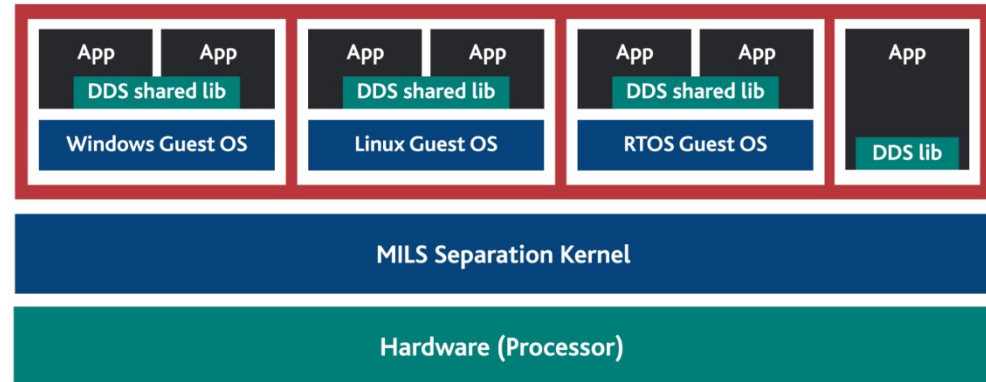 App App
DDS shared lib
Windows Guest OS
App App
DDS shared lib
Linux Guest OS
App App
DDS shared lib
RTOS Guest OS
App
DDS lib
MILS Separation Kernel
Hardware (Processor)